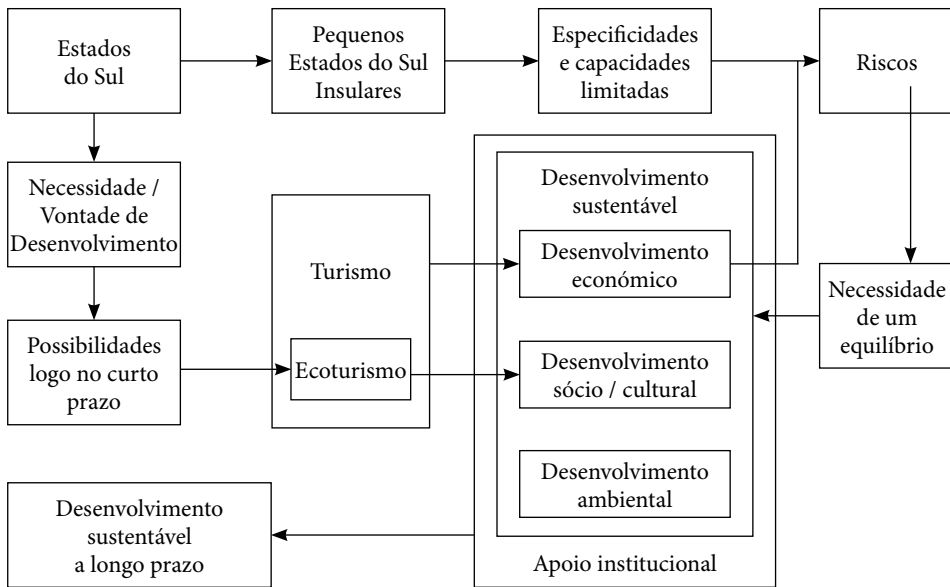 Estados
do Sul
Pequenos
Estados do Sul
Insulares
Especificidades
e capacidades
limitadas
Riscos
Necessidade /
Vontade de
Desenvolvimento
Turismo
Desenvolvimento
sustentável
Desenvolvimento
económico
Necessidade
de um
equilíbrio
Possibilidades
logo no curto
prazo
Ecoturismo
Desenvolvimento
sócio / cultural
Desenvolvimento
ambiental
Desenvolvimento
sustentável
a longo prazo
Apoio institucional